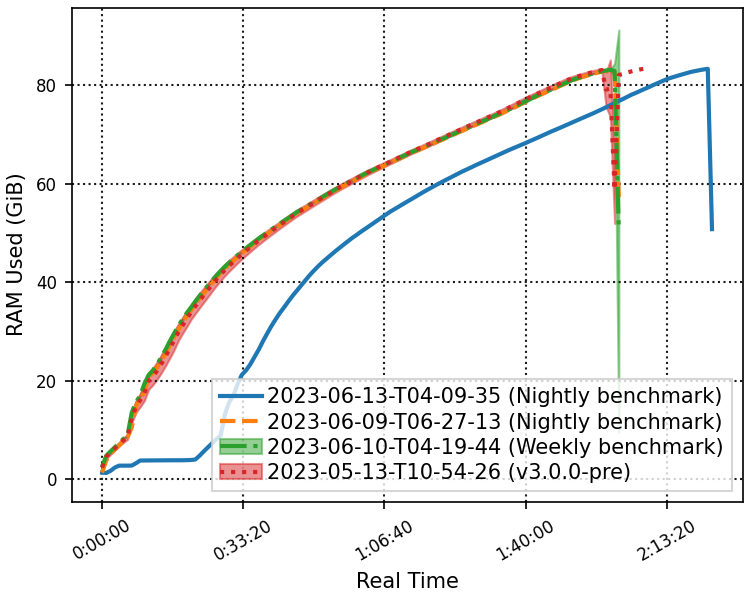 RAM Used (GiB)
80
60
40
20
0
2023-06-13-T04-09-35 (Nightly benchmark)
2023-06-09-T06-27-13 (Nightly benchmark)
2023-06-10-T04-19-44 (Weekly benchmark)
2023-05-13-T10-54-26 (v3.0.0-pre)
0:00:00
0:33:20
1:06:40
1:40:00
2:13:20
Real Time